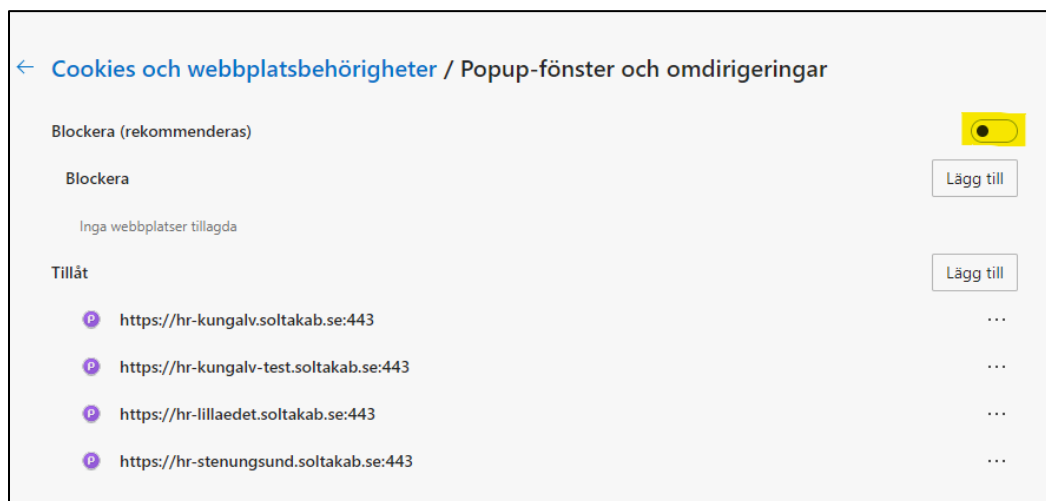 ← Cookies och webbplatsbehörigheter / Popup-fönster och omdirigeringar
Blockera (rekommenderas)
Blockera Lägg till
Inga webbplatser tillagda
Tillåt Lägg till
P https://hr-kungalv.soltakab.se:443 ...
P https://hr-kungalv-test.soltakab.se:443 ...
P https://hr-lillaedet.soltakab.se:443 ...
P https://hr-stenungsund.soltakab.se:443 ...